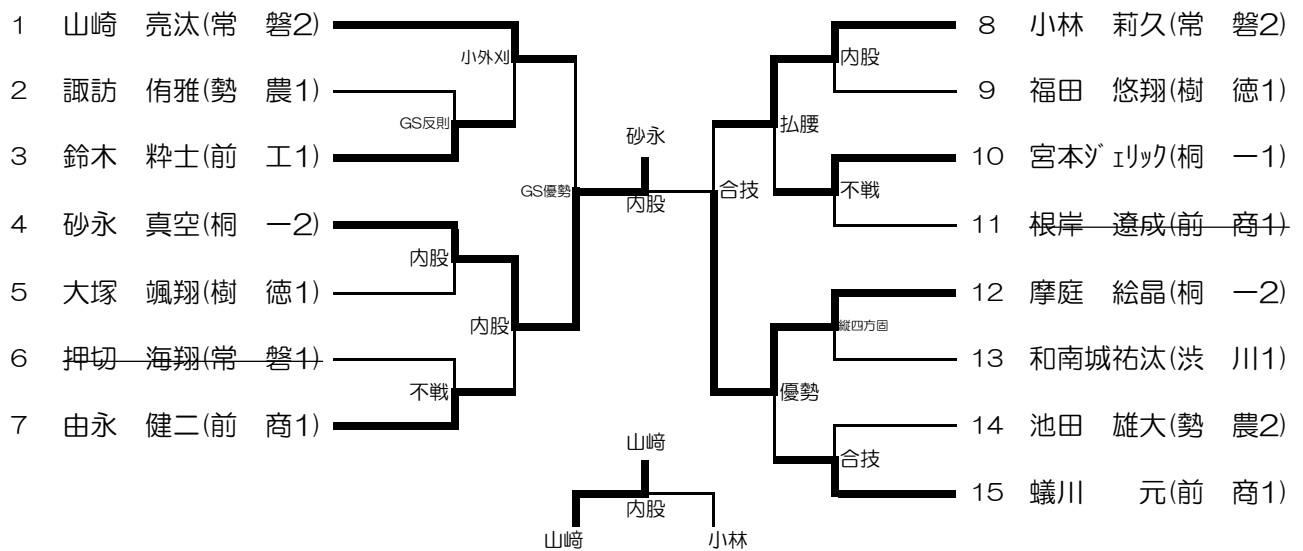 1 山崎 亮汰(常 磐2)
小外刈
2 諏訪 侑雅(勢 農1)
GS反則
3 鈴木 粋士(前 工1)
GS優勢
4 砂永 真空(桐 一2)
内股
5 大塚 颯翔(樹 徳1)
内股
6 押切 海翔(常 磐1)
不戦
7 由永 健二(前 商1)
砂永
内股
8 小林 莉久(常 磐2)
内股
9 福田 悠翔(樹 徳1)
払腰
10 宮本ジェリック(桐 一1)
不戦
11 根岸 遼成(前 商1)
合技
12 摩庭 絵晶(桐 一2)
縦四方固
13 和南城祐汰(渋 川1)
優勢
14 池田 雄大(勢 農2)
合技
15 蟻川 元(前 商1)
山﨑
内股
山﨑 小林